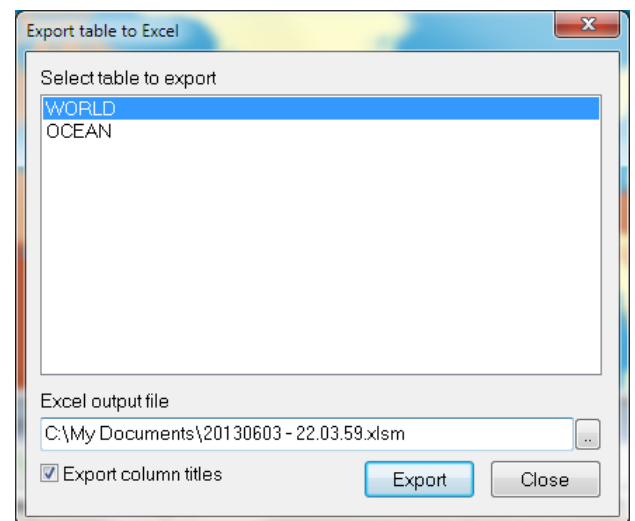 Export table to Excel
Select table to export
WORLD
OCEAN
Excel output file
C:\My Documents\20130603 - 22.03.59.xlsm
..
Export column titles
Export
Close